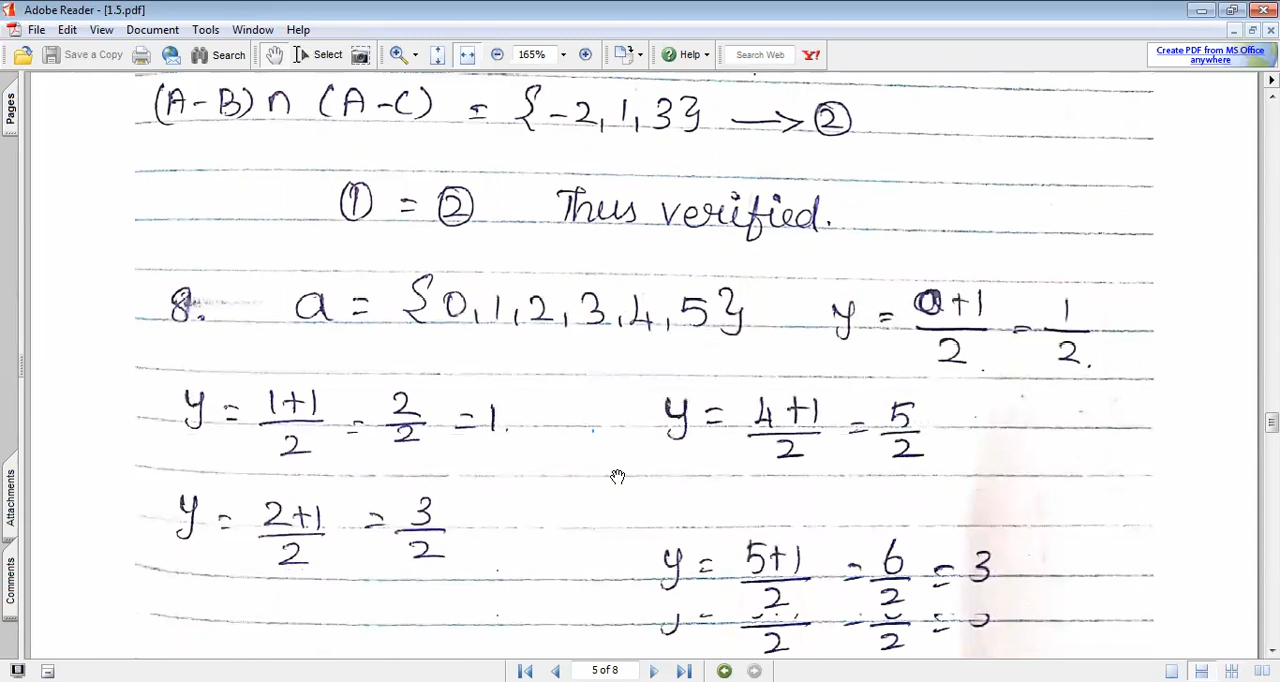 Adobe Reader - [1.5.pdf]
File Edit View Document Tools Window Help
Save a Copy Search Select 165% Help Search Web Y! Create PDF from MS Office anywhere
Pages
(A-B)∩ (A-C) = {-2,1,3} → ②
① = ② Thus verified.
8. a = {0,1,2,3,4,5} y = 0+1/2 = 1/2.
y = 1+1/2 = 2/2 = 1. y = 4+1/2 = 5/2
y = 2+1/2 = 3/2
y = 5+1/2 = 6/2 = 3
Attachments
Comments
5 of 8